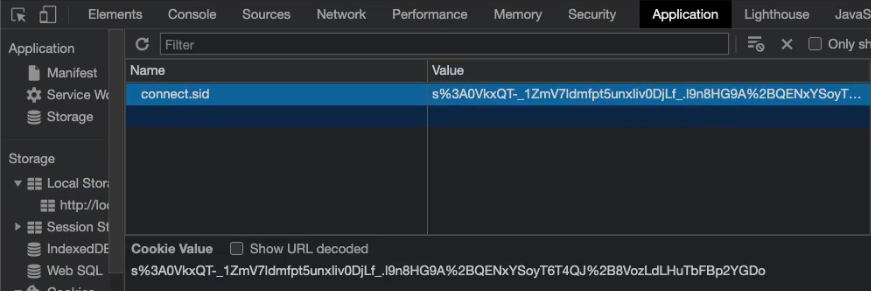 Elements Console Sources Network Performance Memory Security Application Lighthouse JavaS
Application
Filter
Only sh
Manifest
Service Wo
Storage
Name Value
connect.sid s%3A0VkxQT-_1ZmV7ldmfpt5unxliv0DjLf_.l9n8HG9A%2BQENxYSoyT...
Storage
Local Stora
http://loc
Session St
IndexedDB
Web SQL
Cookies
Cookie Value Show URL decoded
s%3A0VkxQT-_1ZmV7ldmfpt5unxliv0DjLf_.l9n8HG9A%2BQENxYSoyT6T4QJ%2B8VozLdLHuTbFBp2YGDo